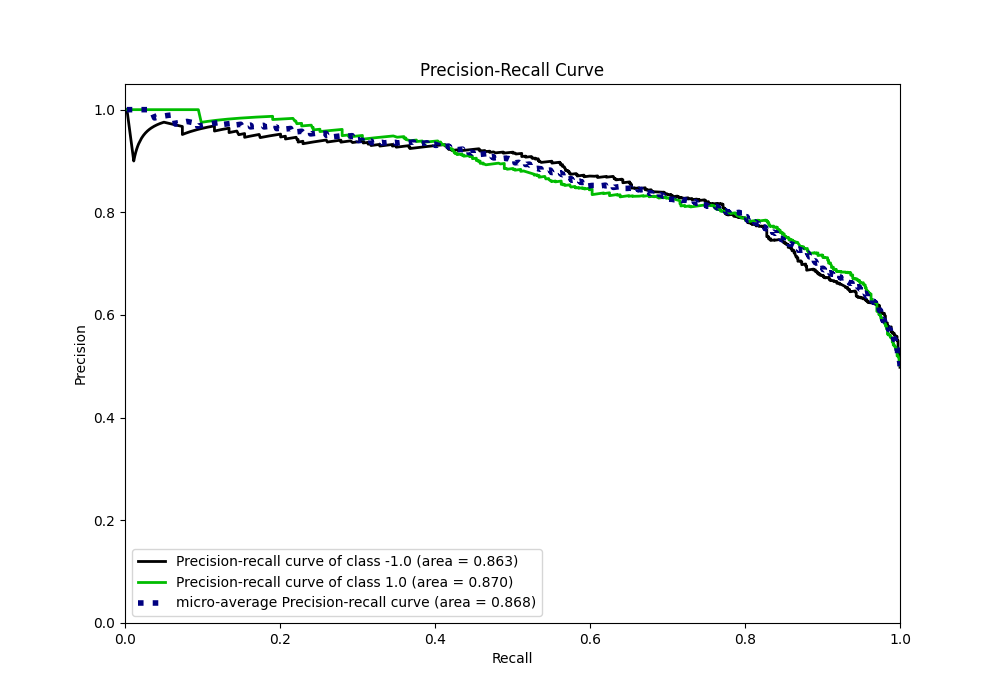 Precision-Recall Curve
1.0
0.8
0.6
0.4
0.2
0.0
Precision
Precision-recall curve of class -1.0 (area = 0.863)
Precision-recall curve of class 1.0 (area = 0.870)
micro-average Precision-recall curve (area = 0.868)
0.0 0.2 0.4 0.6 0.8 1.0
Recall